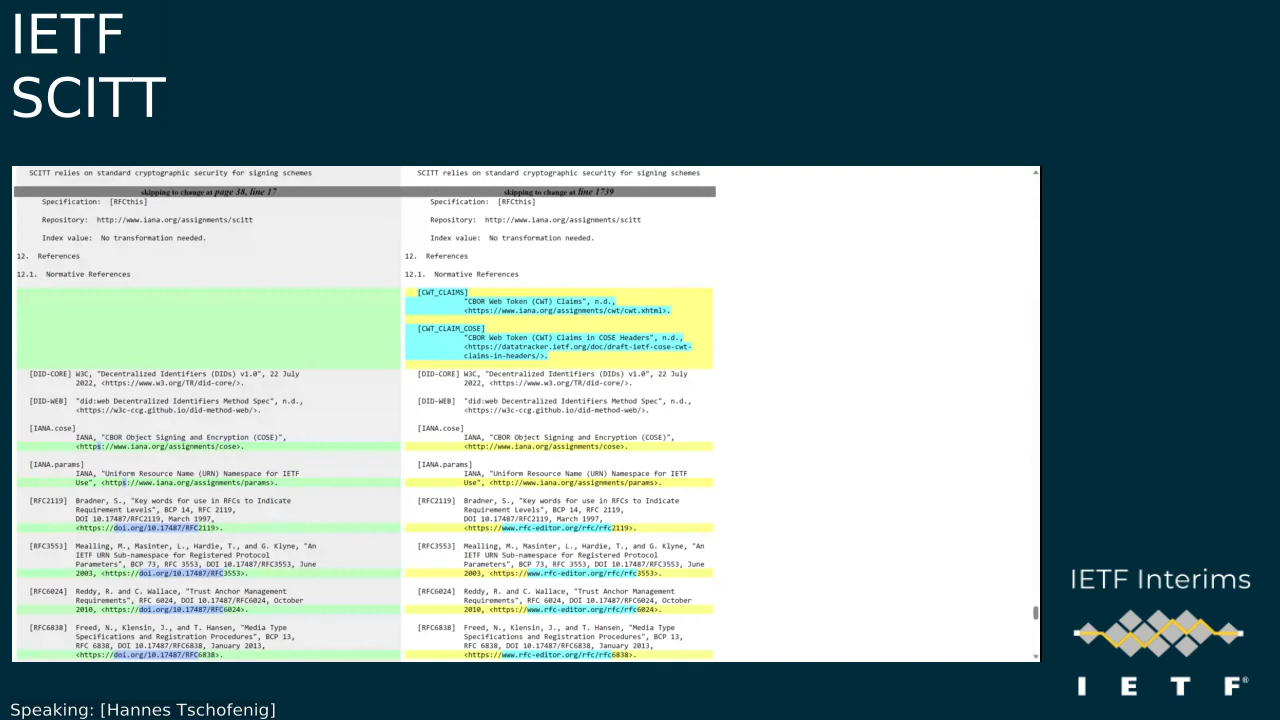 IETF
SCITT
SCITT relies on standard cryptographic security for signing schemes
skipping to change at page 38, line 17
Specification: [RFCthis]
Repository: http://www.iana.org/assignments/scitt
Index value: No transformation needed.
12. References
12.1. Normative References
[DID-CORE] W3C, "Decentralized Identifiers (DIDs) v1.0", 22 July
2022, <https://www.w3.org/TR/did-core/>.
[DID-WEB] "did:web Decentralized Identifiers Method Spec", n.d.,
<https://w3c-ccg.github.io/did-method-web/>.
[IANA.cose]
IANA, "CBOR Object Signing and Encryption (COSE)",
<https://www.iana.org/assignments/cose>.
[IANA.params]
IANA, "Uniform Resource Name (URN) Namespace for IETF
Use", <https://www.iana.org/assignments/params>.
[RFC2119] Bradner, S., "Key words for use in RFCs to Indicate
Requirement Levels", BCP 14, RFC 2119,
DOI 10.17487/RFC2119, March 1997,
<https://doi.org/10.17487/RFC2119>.
[RFC3553] Mealling, M., Masinter, L., Hardie, T., and G. Klyne, "An
IETF URN Sub-namespace for Registered Protocol
Parameters", BCP 73, RFC 3553, DOI 10.17487/RFC3553, June
2003, <https://doi.org/10.17487/RFC3553>.
[RFC6024] Reddy, R. and C. Wallace, "Trust Anchor Management
Requirements", RFC 6024, DOI 10.17487/RFC6024, October
2010, <https://doi.org/10.17487/RFC6024>.
[RFC6838] Freed, N., Klensin, J., and T. Hansen, "Media Type
Specifications and Registration Procedures", BCP 13,
RFC 6838, DOI 10.17487/RFC6838, January 2013,
<https://doi.org/10.17487/RFC6838>.
SCITT relies on standard cryptographic security for signing schemes
skipping to change at line 1739
Specification: [RFCthis]
Repository: http://www.iana.org/assignments/scitt
Index value: No transformation needed.
12. References
12.1. Normative References
[CWT_CLAIMS]
"CBOR Web Token (CWT) Claims", n.d.,
<https://www.iana.org/assignments/cwt/cwt.xhtml>.
[CWT_CLAIM_COSE]
"CBOR Web Token (CWT) Claims in COSE Headers", n.d.,
<https://datatracker.ietf.org/doc/draft-ietf-cose-cwt-
claims-in-headers/>.
[DID-CORE] W3C, "Decentralized Identifiers (DIDs) v1.0", 22 July
2022, <https://www.w3.org/TR/did-core/>.
[DID-WEB] "did:web Decentralized Identifiers Method Spec", n.d.,
<https://w3c-ccg.github.io/did-method-web/>.
[IANA.cose]
IANA, "CBOR Object Signing and Encryption (COSE)",
<http://www.iana.org/assignments/cose>.
[IANA.params]
IANA, "Uniform Resource Name (URN) Namespace for IETF
Use", <http://www.iana.org/assignments/params>.
[RFC2119] Bradner, S., "Key words for use in RFCs to Indicate
Requirement Levels", BCP 14, RFC 2119,
DOI 10.17487/RFC2119, March 1997,
<https://www.rfc-editor.org/rfc/rfc2119>.
[RFC3553] Mealling, M., Masinter, L., Hardie, T., and G. Klyne, "An
IETF URN Sub-namespace for Registered Protocol
Parameters", BCP 73, RFC 3553, DOI 10.17487/RFC3553, June
2003, <https://www.rfc-editor.org/rfc/rfc3553>.
[RFC6024] Reddy, R. and C. Wallace, "Trust Anchor Management
Requirements", RFC 6024, DOI 10.17487/RFC6024, October
2010, <https://www.rfc-editor.org/rfc/rfc6024>.
[RFC6838] Freed, N., Klensin, J., and T. Hansen, "Media Type
Specifications and Registration Procedures", BCP 13,
RFC 6838, DOI 10.17487/RFC6838, January 2013,
<https://www.rfc-editor.org/rfc/rfc6838>.
IETF Interims
I E T F®
Speaking: [Hannes Tschofenig]